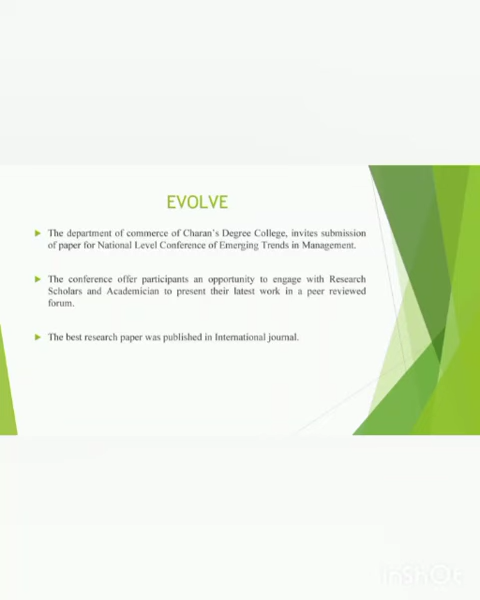 EVOLVE
The department of commerce of Charan's Degree College, invites submission
of paper for National Level Conference of Emerging Trends in Management.
The conference offer participants an opportunity to engage with Research
Scholars and Academician to present their latest work in a peer reviewed
forum.
The best research paper was published in International journal.
InShOt